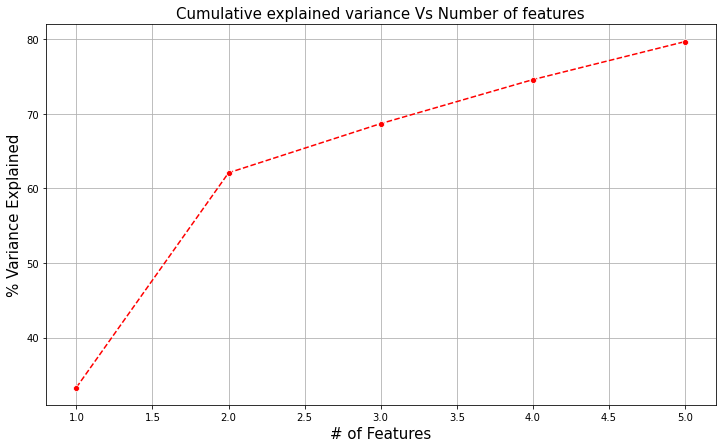 Cumulative explained variance Vs Number of features
80
70
60
50
40
% Variance Explained
1.0 1.5 2.0 2.5 3.0 3.5 4.0 4.5 5.0
# of Features